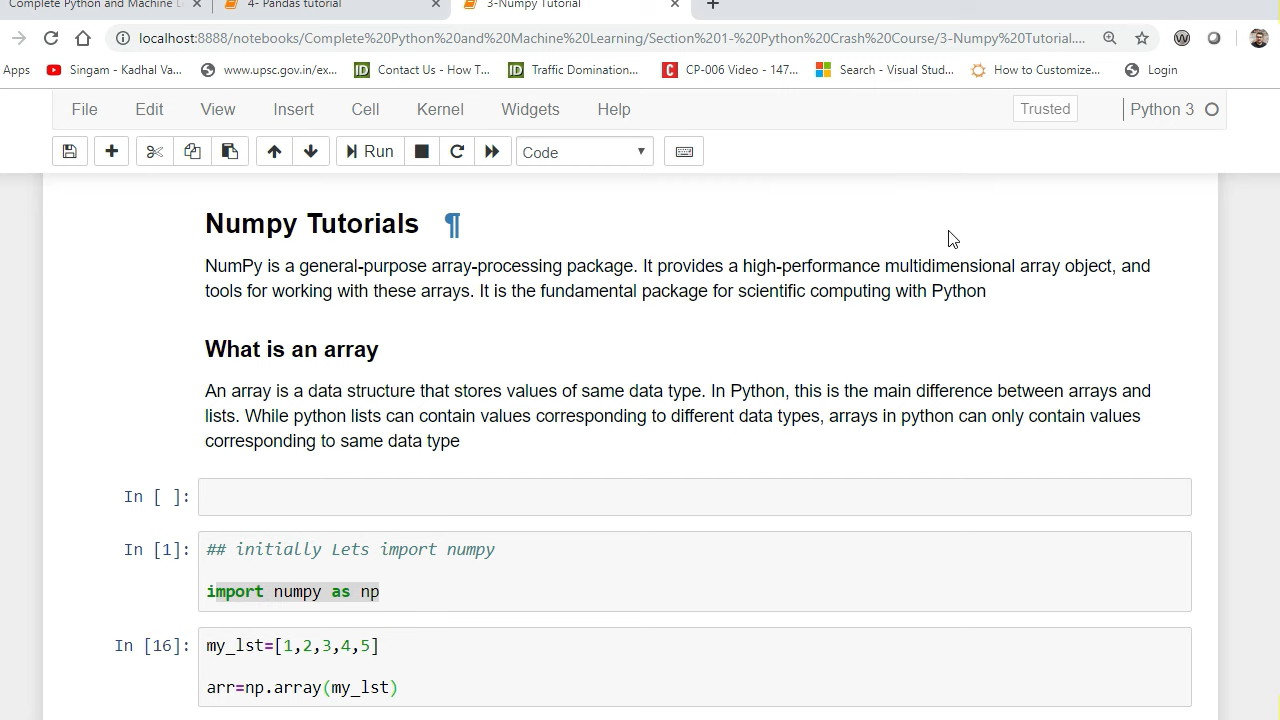 Complete Python and Machine L
4- Pandas tutorial
3-Numpy Tutorial
localhost:8888/notebooks/Complete%20Python%20and%20Machine%20Learning/Section%201-%20Python%20Crash%20Course/3-Numpy%20Tutorial....
Apps
Singam - Kadhal Va...
www.upsc.gov.in/ex...
Contact Us - How T...
Traffic Domination...
CP-006 Video - 147...
Search - Visual Stud...
How to Customize...
Login
File Edit View Insert Cell Kernel Widgets Help Trusted Python 3
Run Code
Numpy Tutorials ¶
NumPy is a general-purpose array-processing package. It provides a high-performance multidimensional array object, and
tools for working with these arrays. It is the fundamental package for scientific computing with Python
What is an array
An array is a data structure that stores values of same data type. In Python, this is the main difference between arrays and
lists. While python lists can contain values corresponding to different data types, arrays in python can only contain values
corresponding to same data type
In [ ]:
In [1]: ## initially Lets import numpy
import numpy as np
In [16]: my_lst=[1,2,3,4,5]
arr=np.array(my_lst)